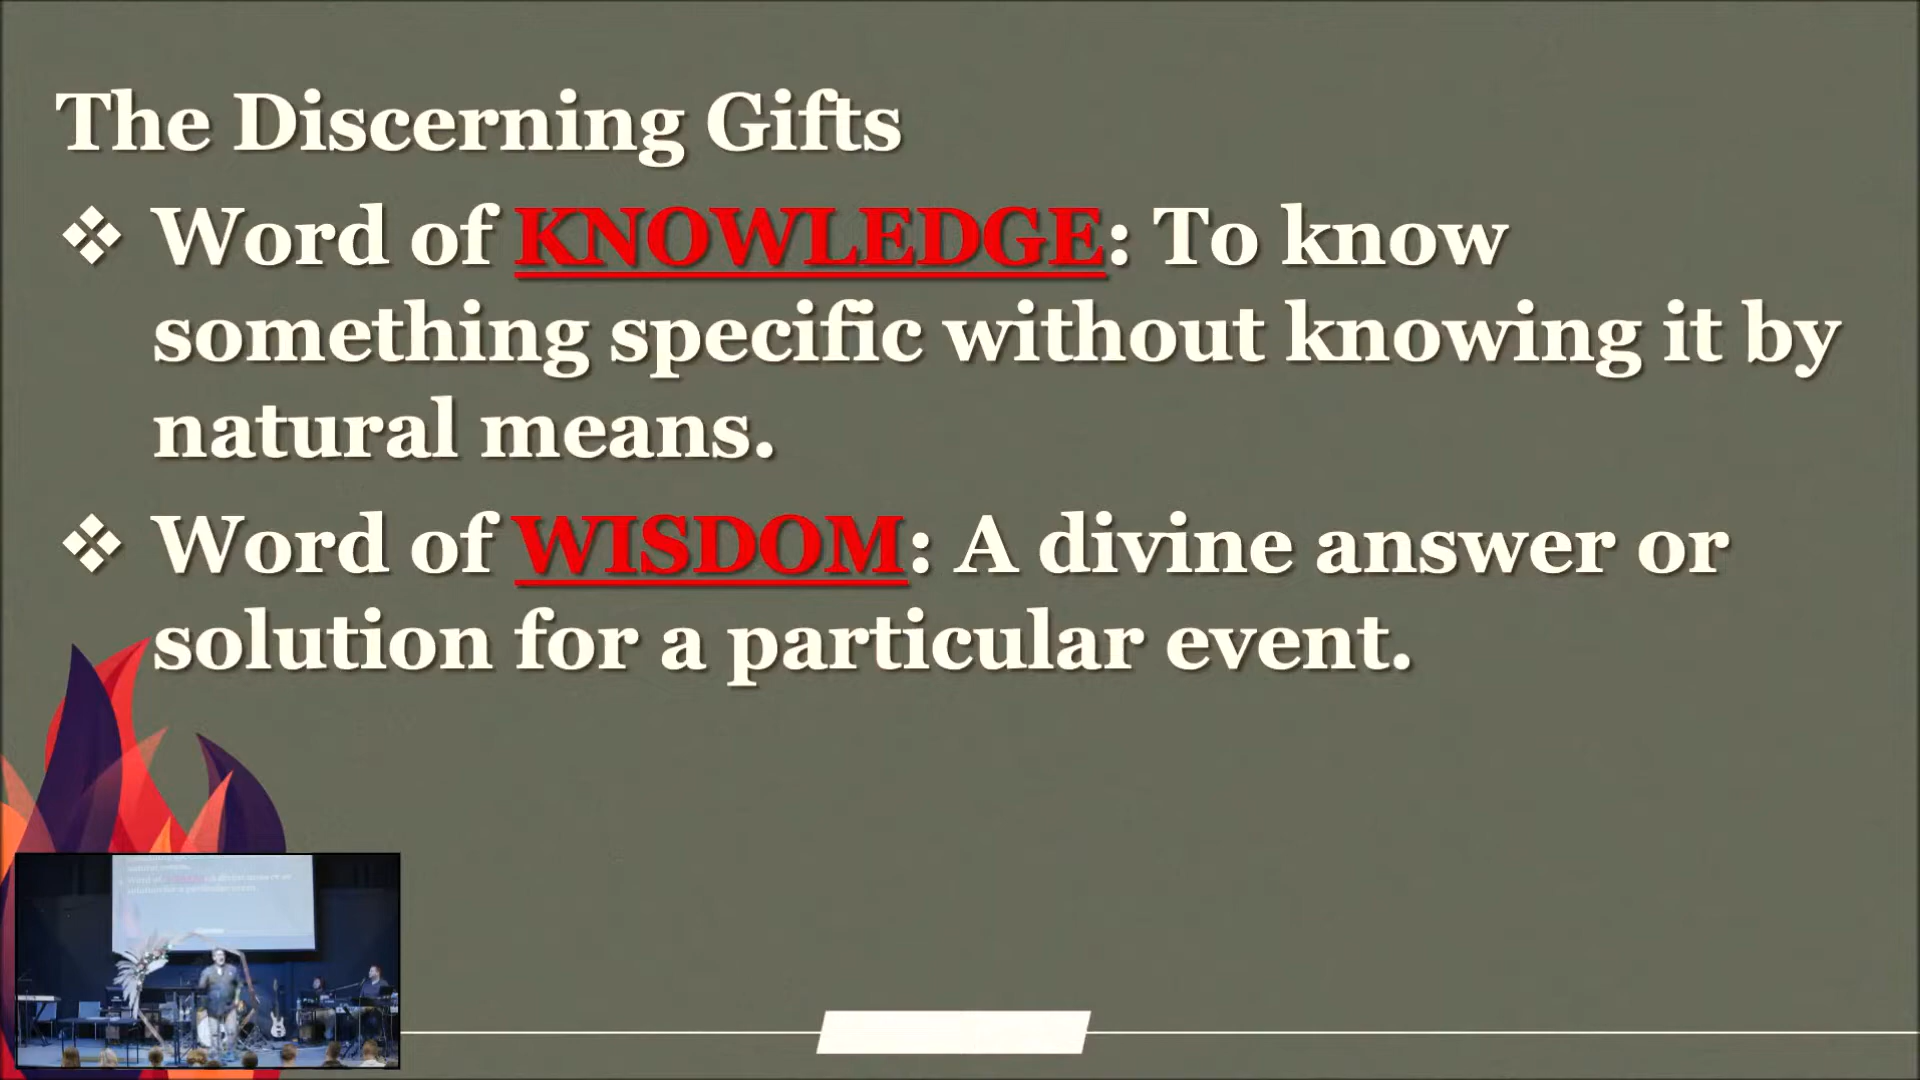 The Discerning Gifts
❖ Word of KNOWLEDGE: To know
something specific without knowing it by
natural means.
❖ Word of WISDOM: A divine answer or
solution for a particular event.